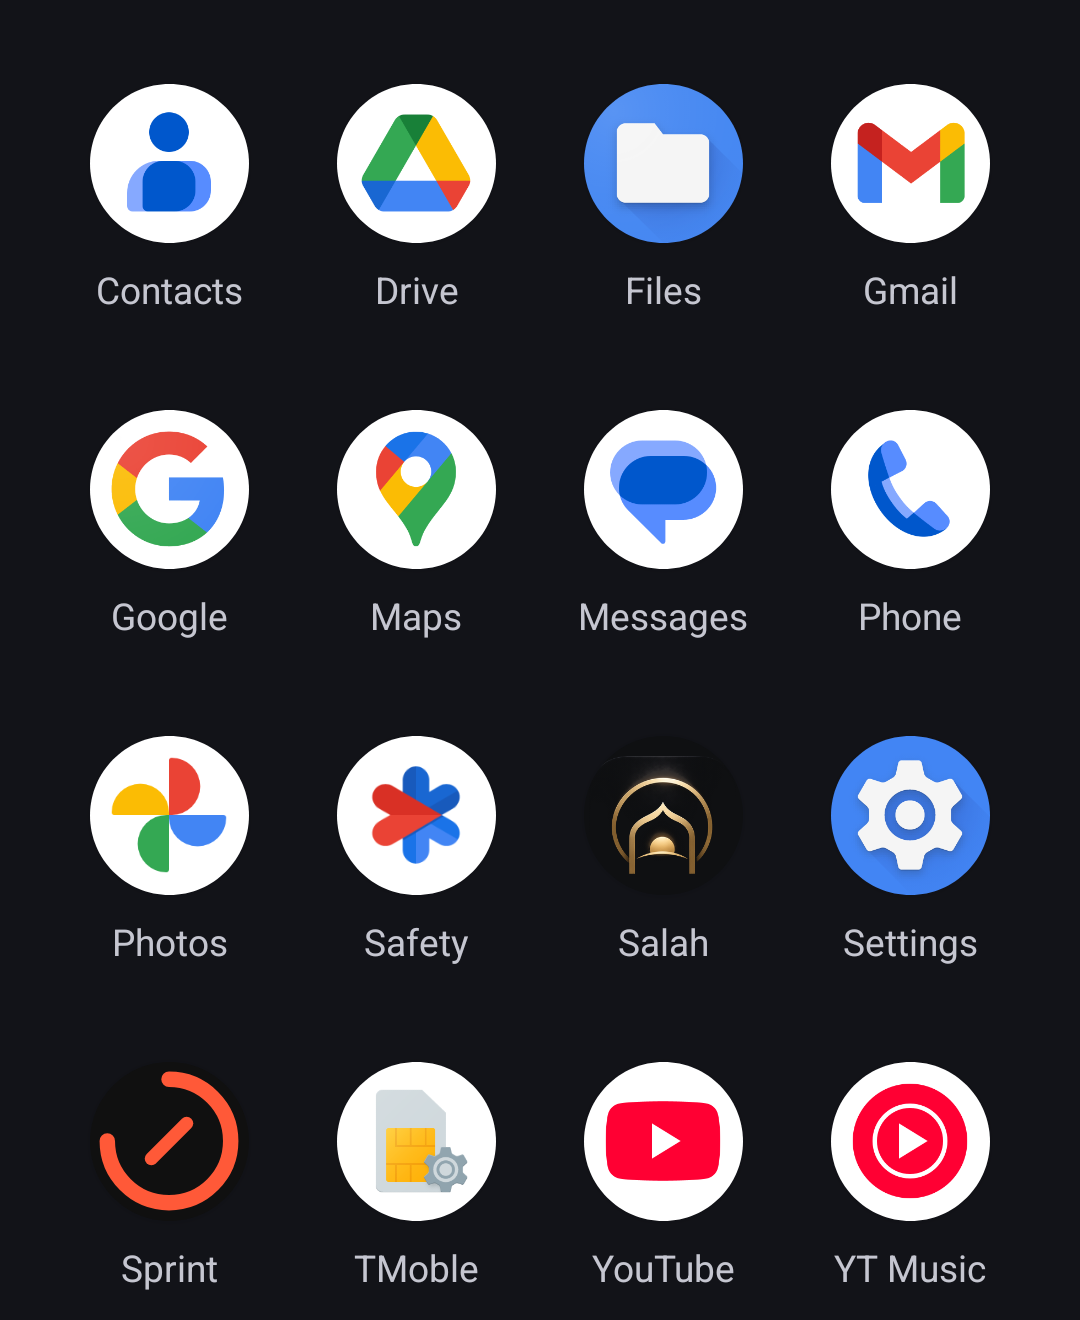 Contacts
Drive
Files
Gmail
Google
Maps
Messages
Phone
Photos
Safety
Salah
Settings
Sprint
TMoble
YouTube
YT Music